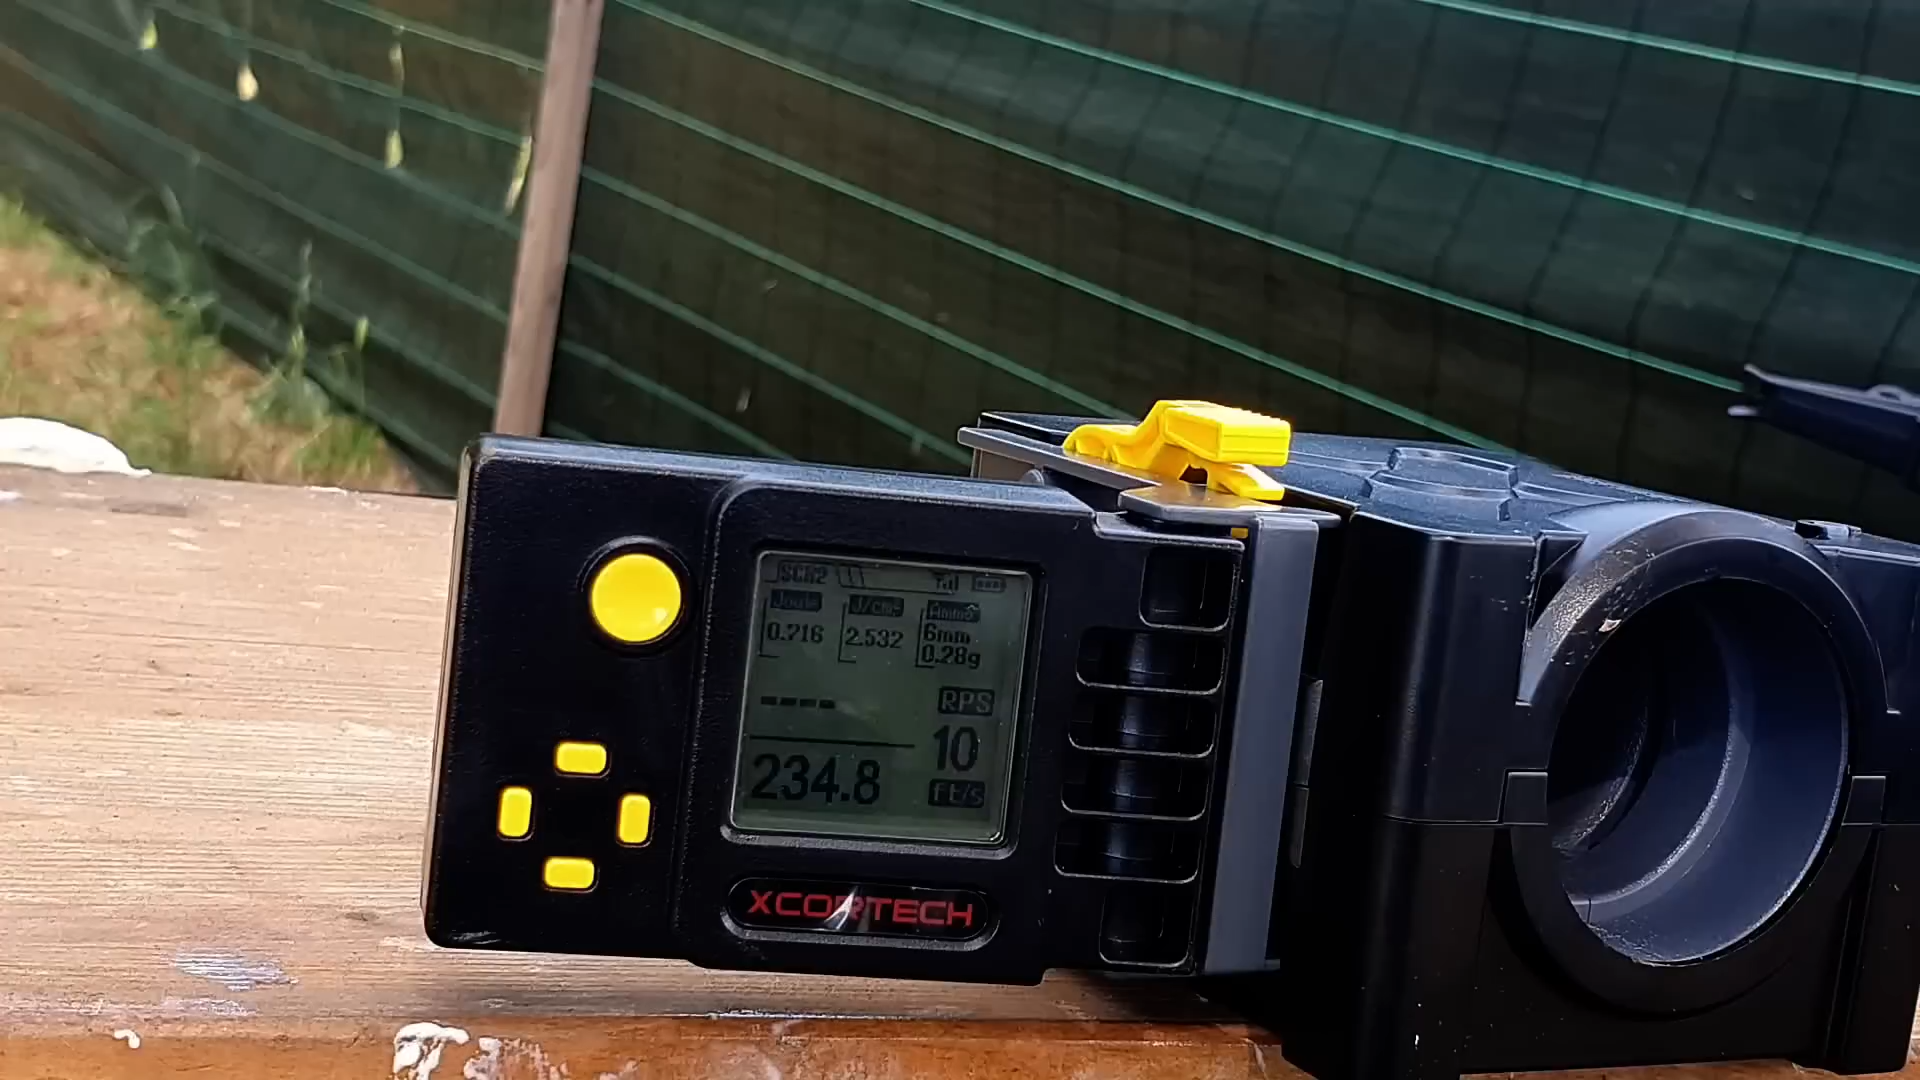 SCR2
Joule J/cm² Ammo
0.716 2.532 6mm
0.28g
---- RPS
10
234.8 ft/s
XCORTECH